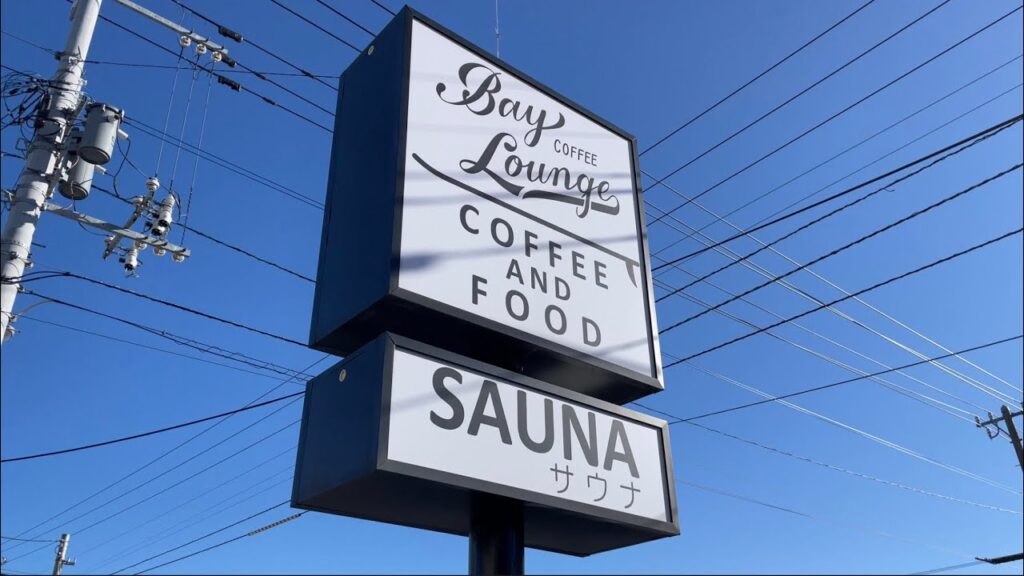 Bay
COFFEE
Lounge
COFFEE
AND
FOOD
SAUNA
サウナ